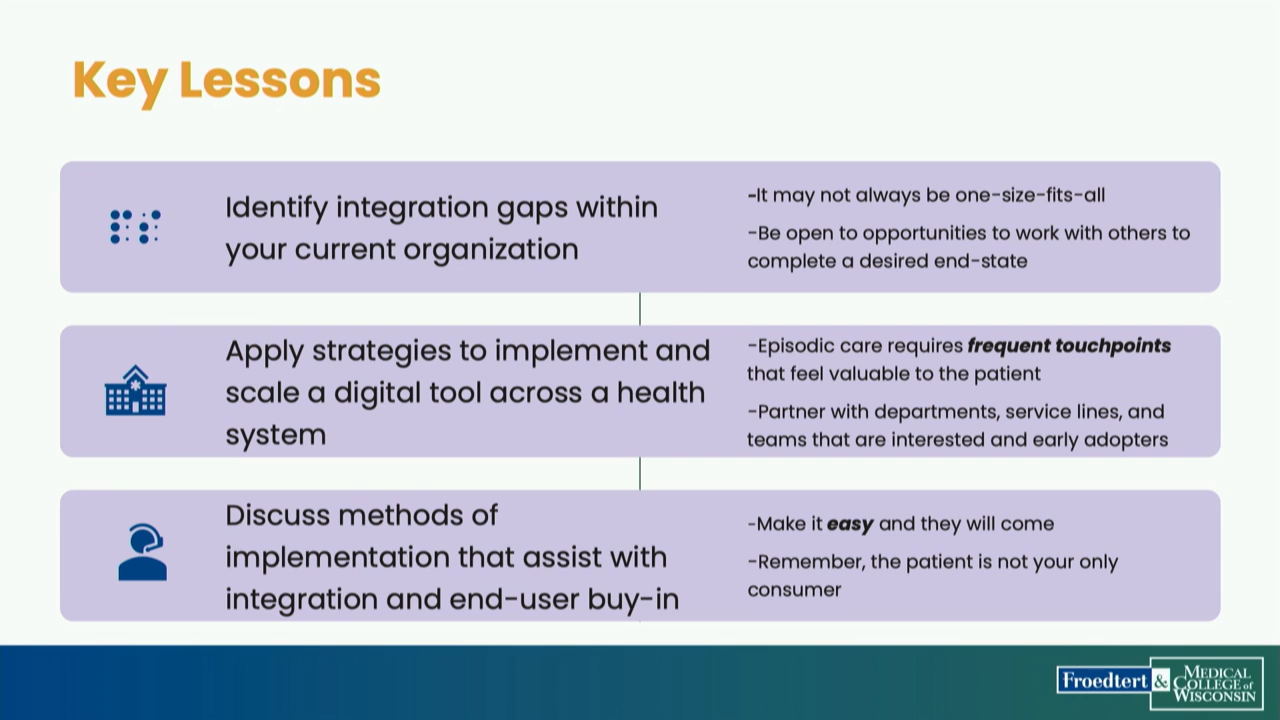 Key Lessons
Identify integration gaps within
your current organization
-It may not always be one-size-fits-all
-Be open to opportunities to work with others to
complete a desired end-state
Apply strategies to implement and
scale a digital tool across a health
system
-Episodic care requires frequent touchpoints
that feel valuable to the patient
-Partner with departments, service lines, and
teams that are interested and early adopters
Discuss methods of
implementation that assist with
integration and end-user buy-in
-Make it easy and they will come
-Remember, the patient is not your only
consumer
Froedtert &
MEDICAL
COLLEGE of
WISCONSIN